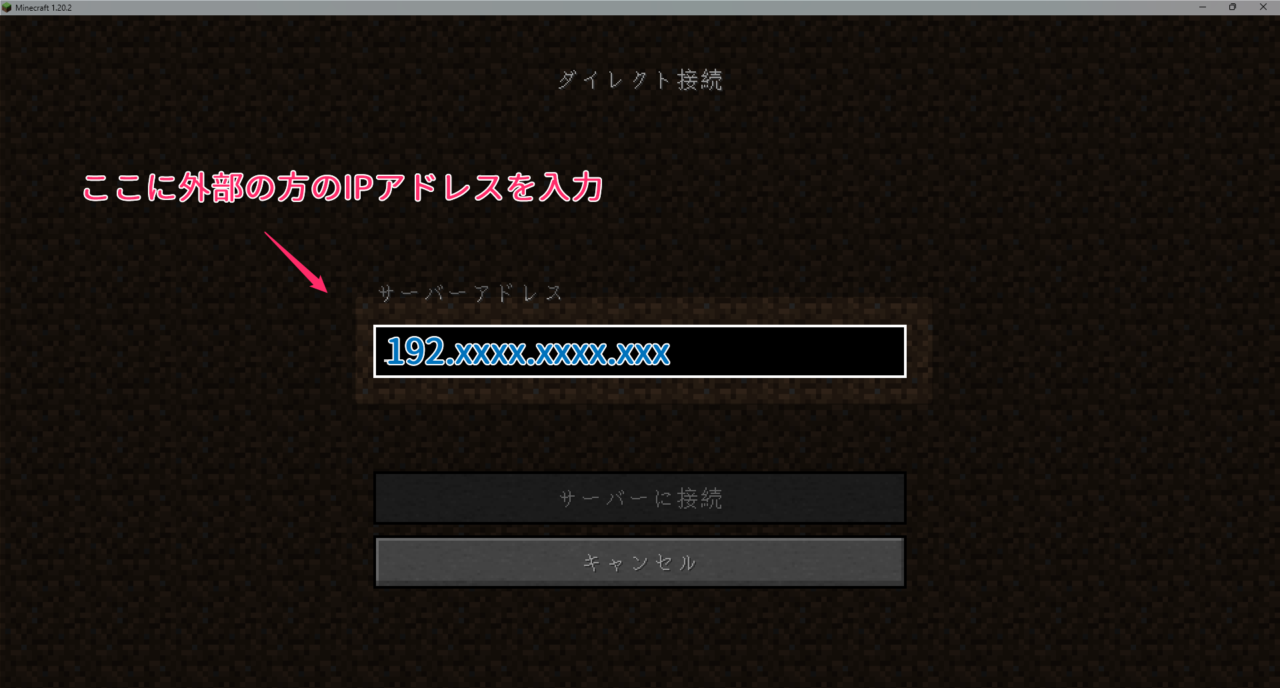 Minecraft 1.20.2
ダイレクト接続
ここに外部の方のIPアドレスを入力
サーバーアドレス
192.xxxx.xxxx.xxx
サーバーに接続
キャンセル